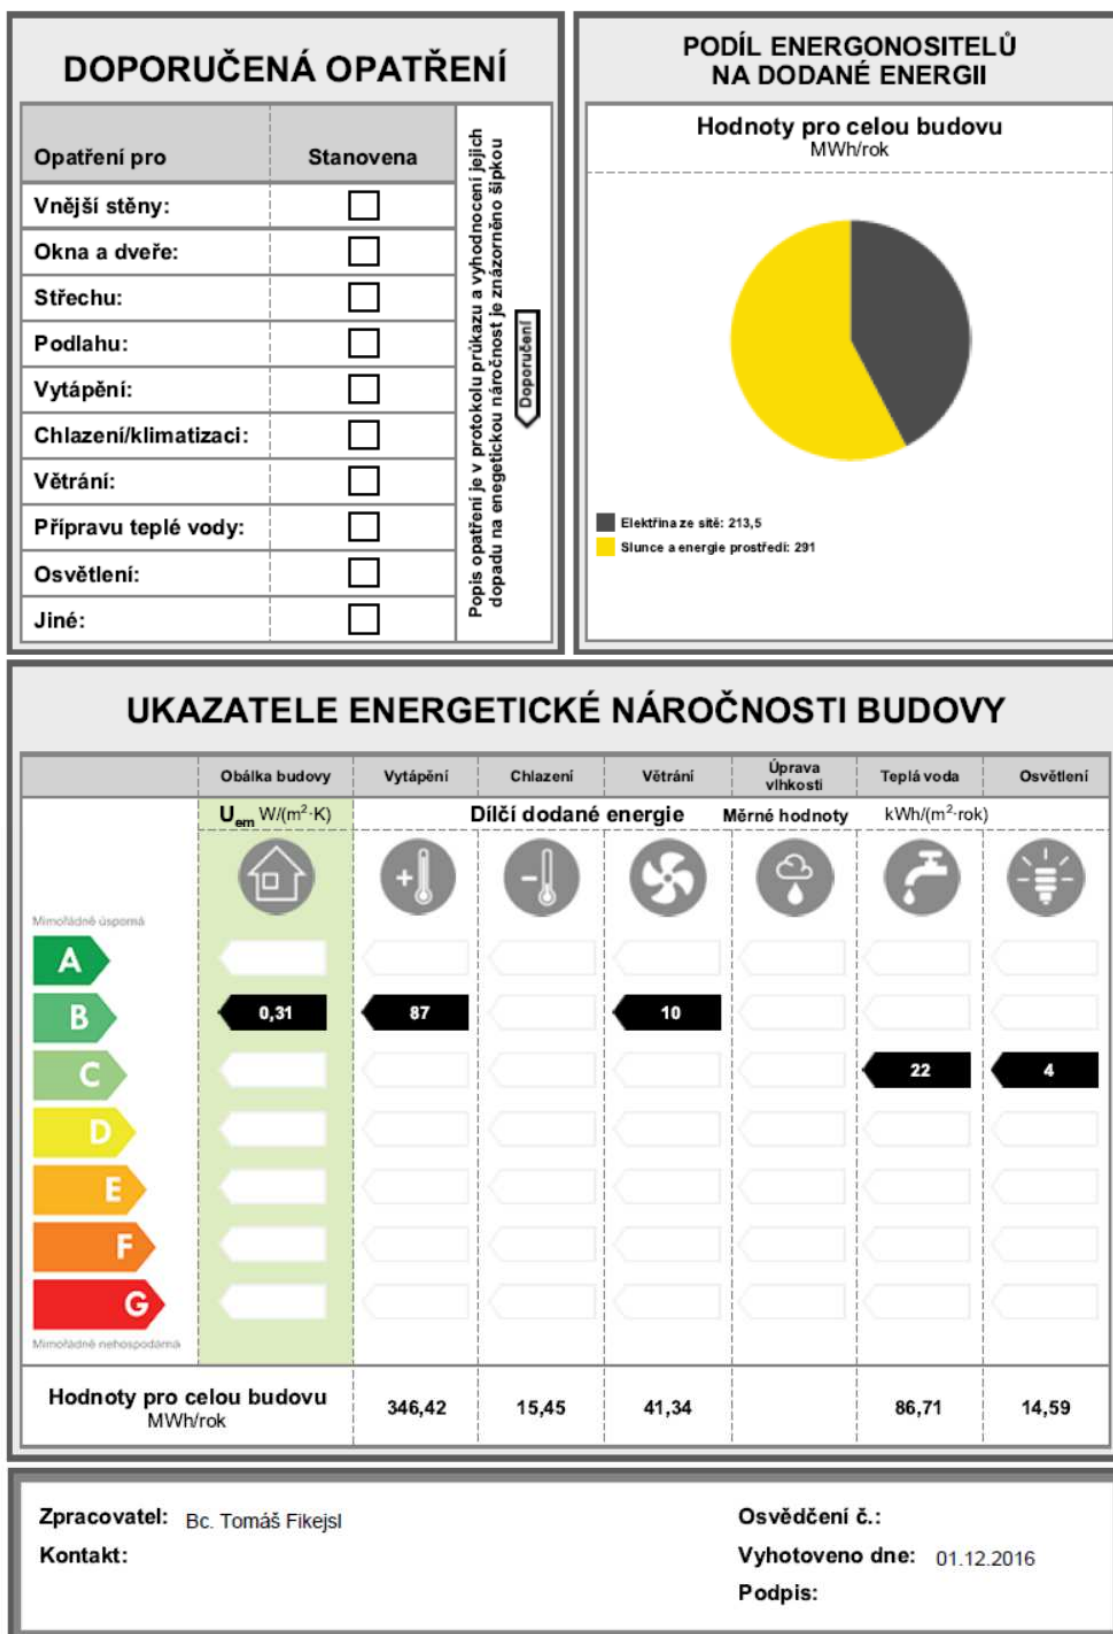 DOPORUČENÁ OPATŘENÍ
Opatření pro Stanovena
Vnější stěny:
Okna a dveře:
Střechu:
Podlahu:
Vytápění:
Chlazení/klimatizaci:
Větrání:
Přípravu teplé vody:
Osvětlení:
Jiné:
Popis opatření je v protokolu průkazu a vyhodnocení jejich
dopadu na enegetickou náročnost je znázorněno šipkou
Doporučení
PODÍL ENERGONOSITELŮ
NA DODANÉ ENERGII
Hodnoty pro celou budovu
MWh/rok
Elektřina ze sítě: 213,5
Slunce a energie prostředí: 291
UKAZATELE ENERGETICKÉ NÁROČNOSTI BUDOVY
Obálka budovy Vytápění Chlazení Větrání Úprava vlhkosti Teplá voda Osvětlení
Uem W/(m²·K) Dílčí dodané energie Měrné hodnoty kWh/(m²·rok)
Mimořádně úsporná
A
B 0,31 87 10
C 22 4
D
E
F
G
Mimořádně nehospodárná
Hodnoty pro celou budovu
MWh/rok
346,42 15,45 41,34 86,71 14,59
Zpracovatel: Bc. Tomáš Fikejsl
Kontakt:
Osvědčení č.:
Vyhotoveno dne: 01.12.2016
Podpis: